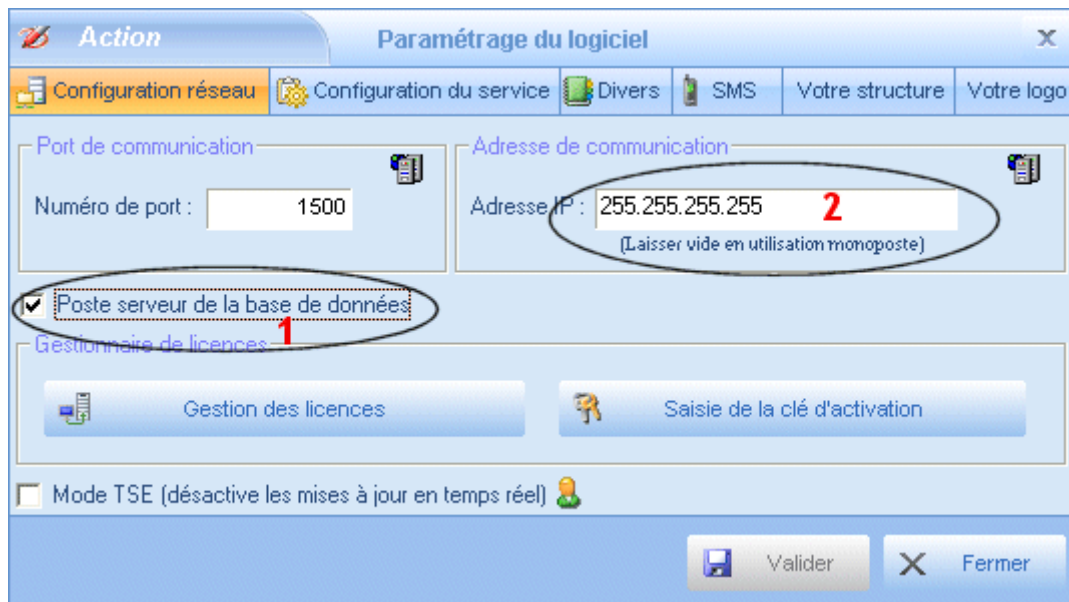 Action
Paramétrage du logiciel
Configuration réseau
Configuration du service
Divers
SMS
Votre structure
Votre logo
Port de communication
Adresse de communication
Numéro de port :
1500
Adresse IP :
255.255.255.255
2
(Laisser vide en utilisation monoposte)
Poste serveur de la base de données
1
Gestionnaire de licences
Gestion des licences
Saisie de la clé d'activation
Mode TSE (désactive les mises à jour en temps réel)
Valider
Fermer